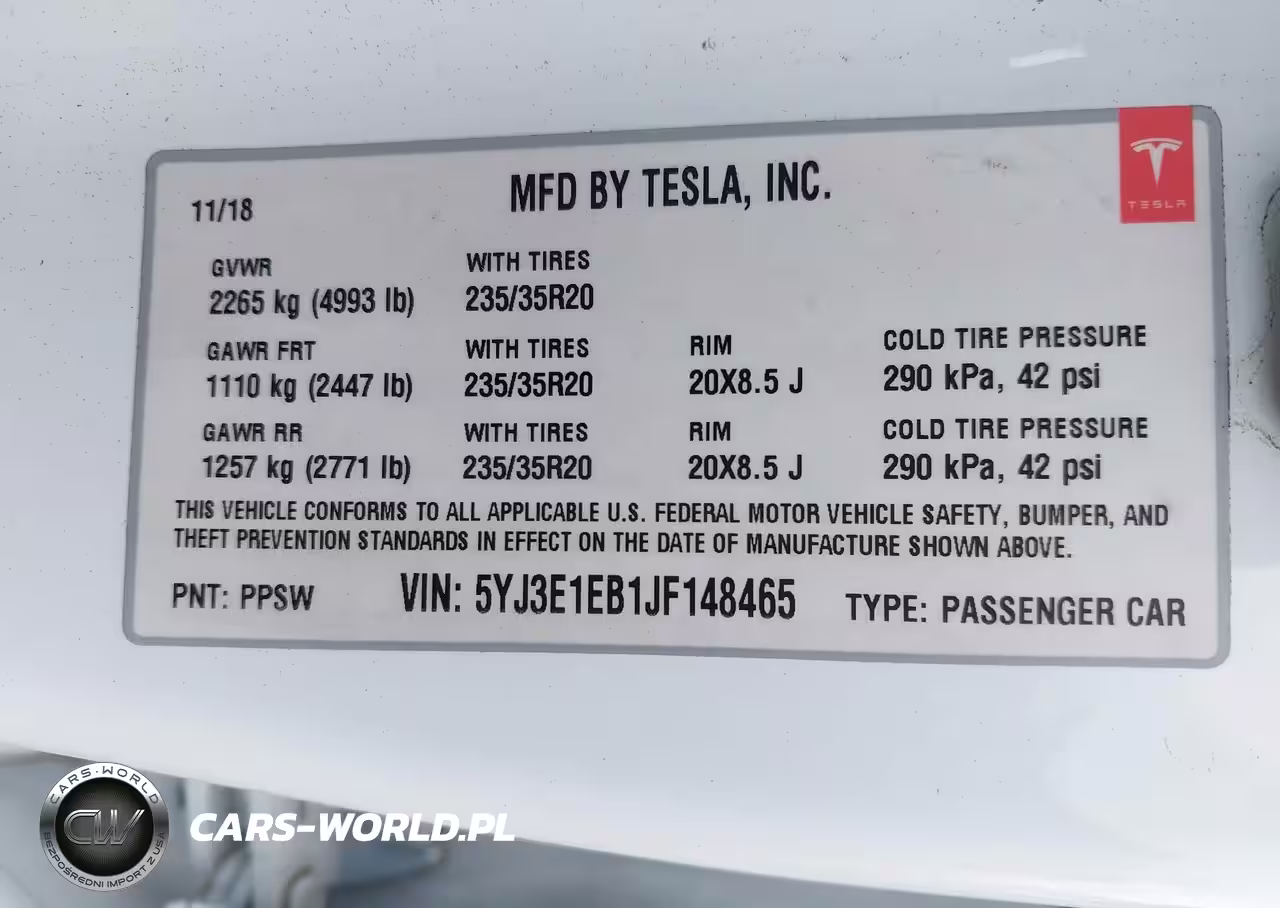 MFD BY TESLA, INC.
TESLA
11/18
GVWR WITH TIRES
2265 kg (4993 lb) 235/35R20
GAWR FRT WITH TIRES RIM COLD TIRE PRESSURE
1110 kg (2447 lb) 235/35R20 20X8.5 J 290 kPa, 42 psi
GAWR RR WITH TIRES RIM COLD TIRE PRESSURE
1257 kg (2771 lb) 235/35R20 20X8.5 J 290 kPa, 42 psi
THIS VEHICLE CONFORMS TO ALL APPLICABLE U.S. FEDERAL MOTOR VEHICLE SAFETY, BUMPER, AND
THEFT PREVENTION STANDARDS IN EFFECT ON THE DATE OF MANUFACTURE SHOWN ABOVE.
PNT: PPSW VIN: 5YJ3E1EB1JF148465 TYPE: PASSENGER CAR
CARS-WORLD
CW
BEZPOŚREDNI IMPORT Z USA
CARS-WORLD.PL